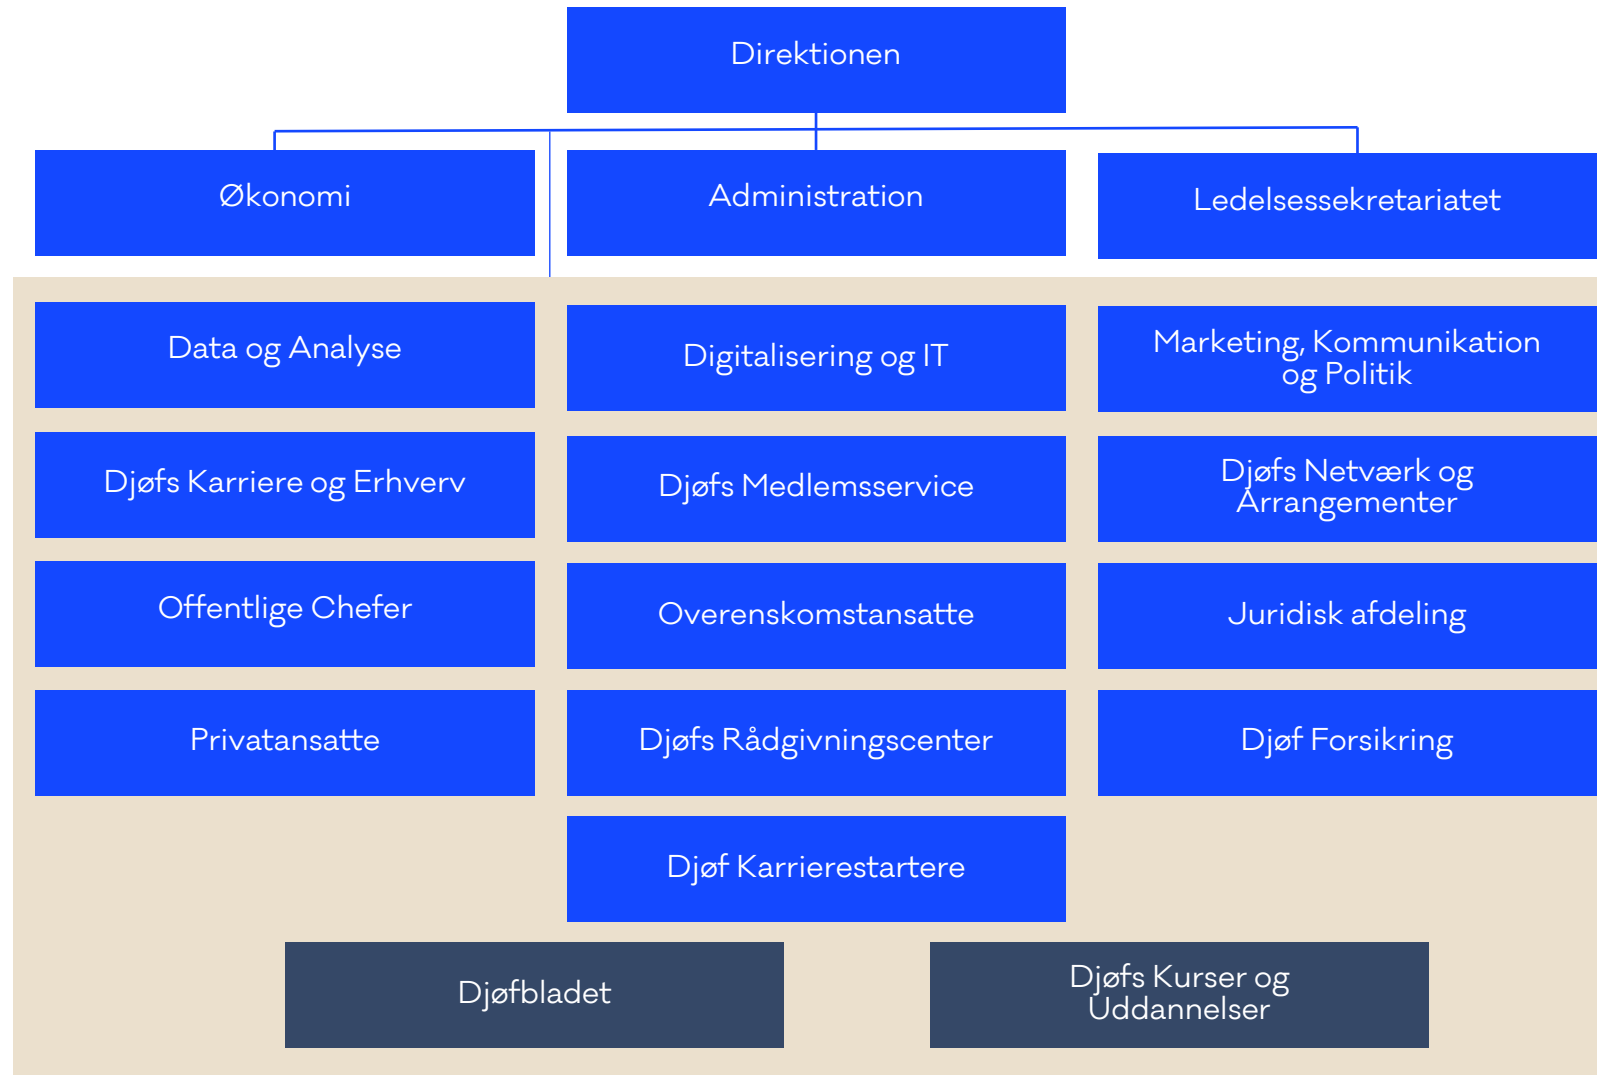 Direktionen
Økonomi
Administration
Ledelsessekretariatet
Data og Analyse
Digitalisering og IT
Marketing, Kommunikation
og Politik
Djøfs Karriere og Erhverv
Djøfs Medlemsservice
Djøfs Netværk og
Arrangementer
Offentlige Chefer
Overenskomstansatte
Juridisk afdeling
Privatansatte
Djøfs Rådgivningscenter
Djøf Forsikring
Djøf Karrierestartere
Djøfbladet
Djøfs Kurser og
Uddannelser